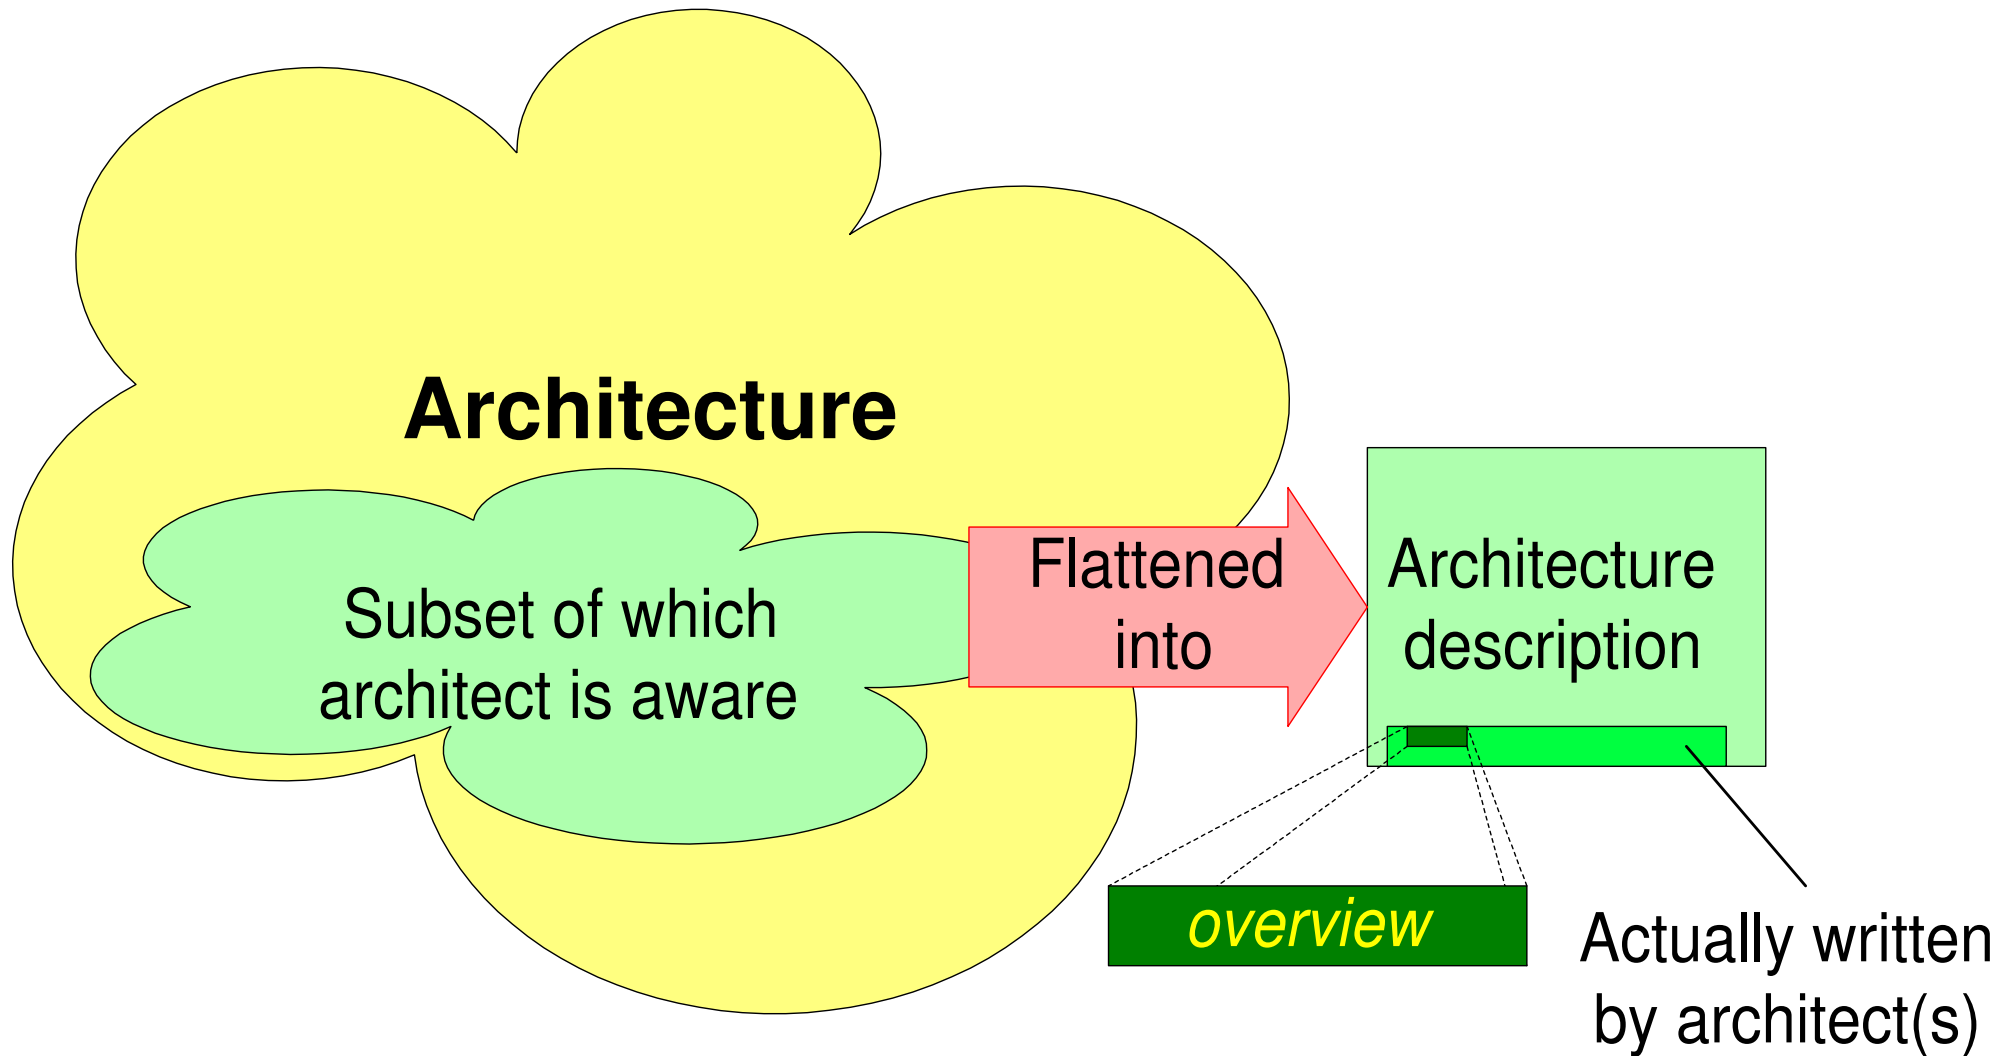 Architecture
Subset of which
architect is aware
Flattened
into
Architecture
description
overview
Actually written
by architect(s)